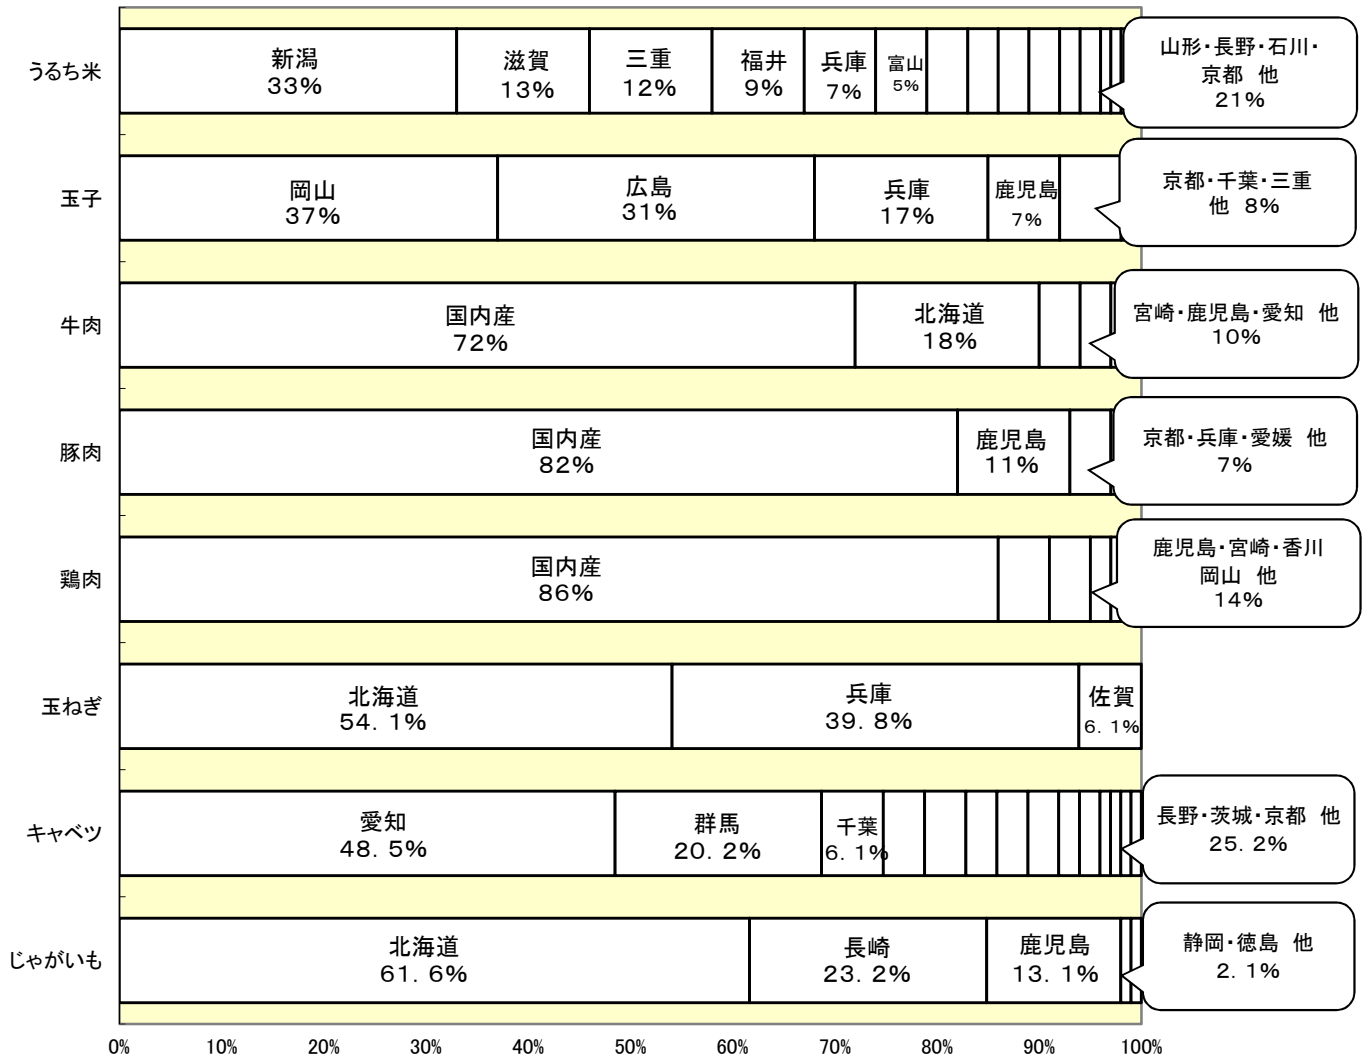 うるち米
新潟
33%
滋賀
13%
三重
12%
福井
9%
兵庫
7%
富山
5%
山形・長野・石川・
京都 他
21%
玉子
岡山
37%
広島
31%
兵庫
17%
鹿児島
7%
京都・千葉・三重
他 8%
牛肉
国内産
72%
北海道
18%
宮崎・鹿児島・愛知 他
10%
豚肉
国内産
82%
鹿児島
11%
京都・兵庫・愛媛 他
7%
鶏肉
国内産
86%
鹿児島・宮崎・香川
岡山 他
14%
玉ねぎ
北海道
54.1%
兵庫
39.8%
佐賀
6.1%
キャベツ
愛知
48.5%
群馬
20.2%
千葉
6.1%
長野・茨城・京都 他
25.2%
じゃがいも
北海道
61.6%
長崎
23.2%
鹿児島
13.1%
静岡・徳島 他
2.1%
0% 10% 20% 30% 40% 50% 60% 70% 80% 90% 100%